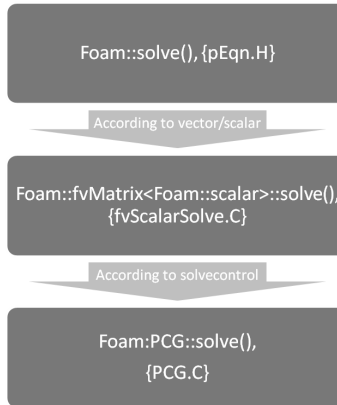 Foam::solve(), {pEqn.H}
According to vector/scalar
Foam::fvMatrix<Foam::scalar>::solve(),
{fvScalarSolve.C}
According to solvecontrol
Foam:PCG::solve(),
{PCG.C}